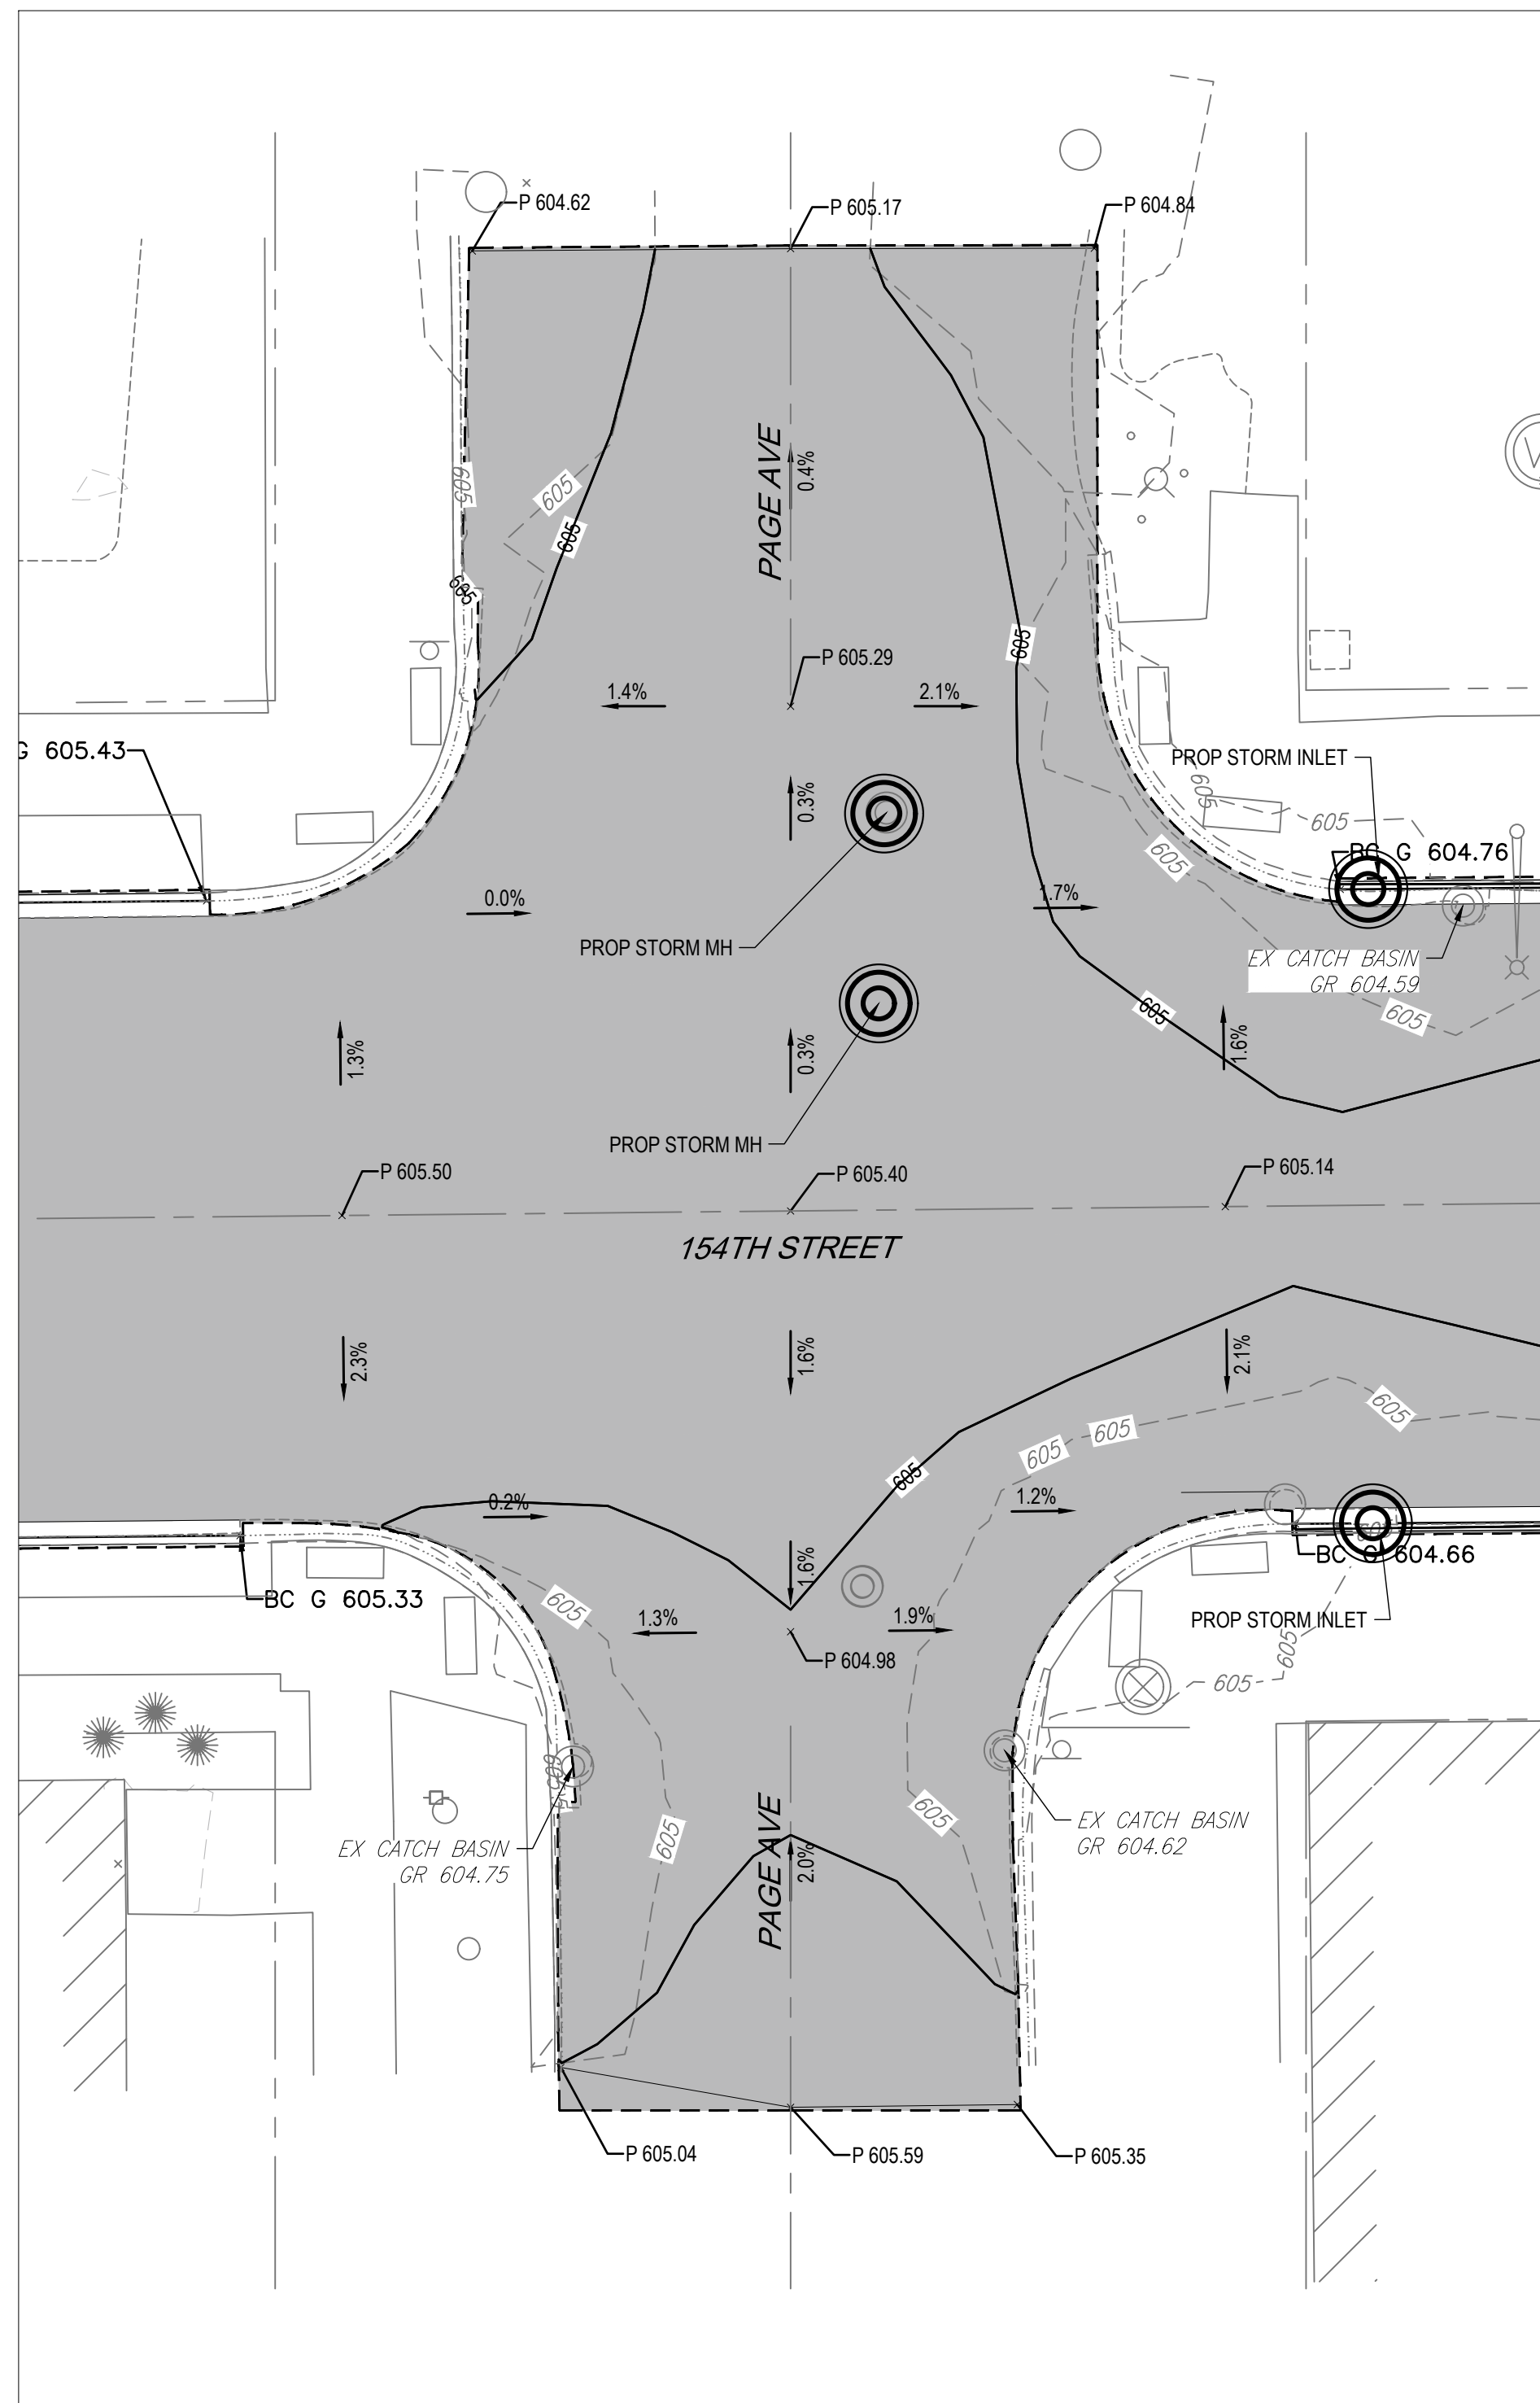 P 604.62
P 605.17
P 604.84
PAGE AVE
0.4%
605
605
605
605
605
P 605.29
1.4%
2.1%
G 605.43
PROP STORM INLET
0.3%
605
605
605
BC G 604.76
0.0%
1.7%
PROP STORM MH
EX CATCH BASIN
GR 604.59
605
605
1.3%
0.3%
1.6%
PROP STORM MH
P 605.50
P 605.40
P 605.14
154TH STREET
2.3%
1.6%
2.1%
605
605
605
605
0.2%
1.2%
1.6%
BC G 604.66
BC G 605.33
605
1.3%
1.9%
PROP STORM INLET
P 604.98
605
605
605
605
605
EX CATCH BASIN
GR 604.62
EX CATCH BASIN
GR 604.75
PAGE AVE
2.0%
P 605.04
P 605.59
P 605.35